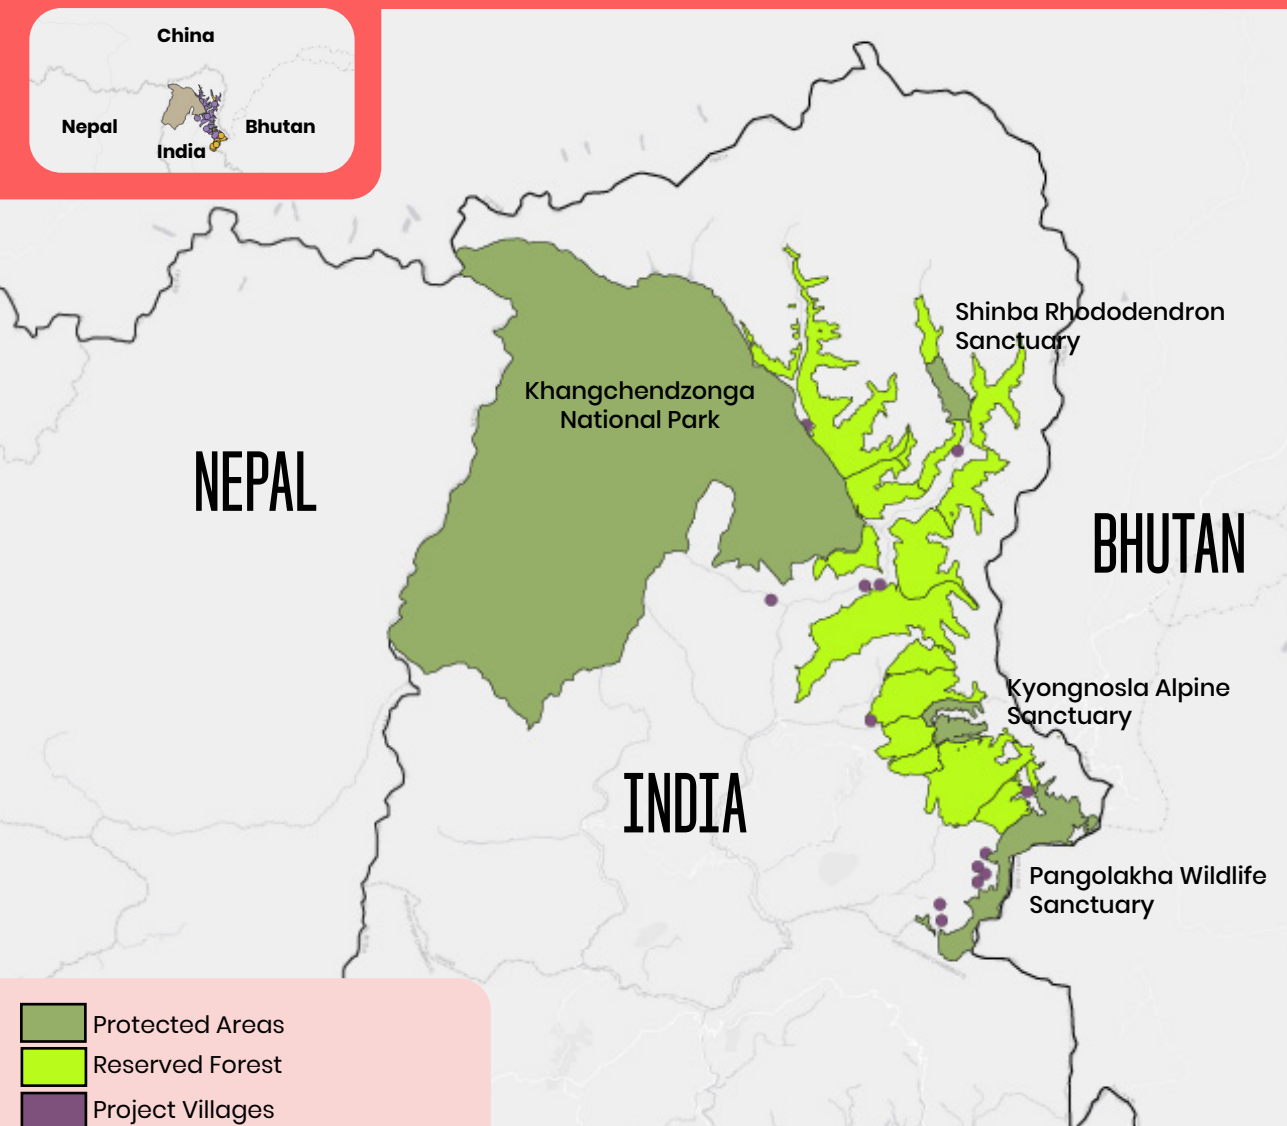 China
Nepal
Bhutan
India
Shinba Rhododendron
Sanctuary
Khangchendzonga
National Park
NEPAL
BHUTAN
Kyongnosla Alpine
Sanctuary
INDIA
Pangolakha Wildlife
Sanctuary
Protected Areas
Reserved Forest
Project Villages